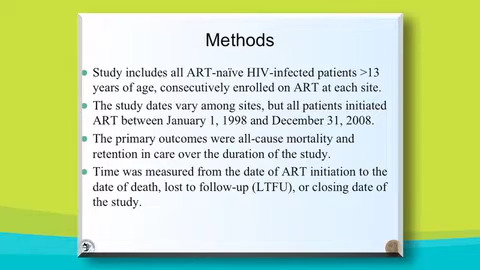 Methods
Study includes all ART-naïve HIV-infected patients >13
years of age, consecutively enrolled on ART at each site.
The study dates vary among sites, but all patients initiated
ART between January 1, 1998 and December 31, 2008.
The primary outcomes were all-cause mortality and
retention in care over the duration of the study.
Time was measured from the date of ART initiation to the
date of death, lost to follow-up (LTFU), or closing date of
the study.